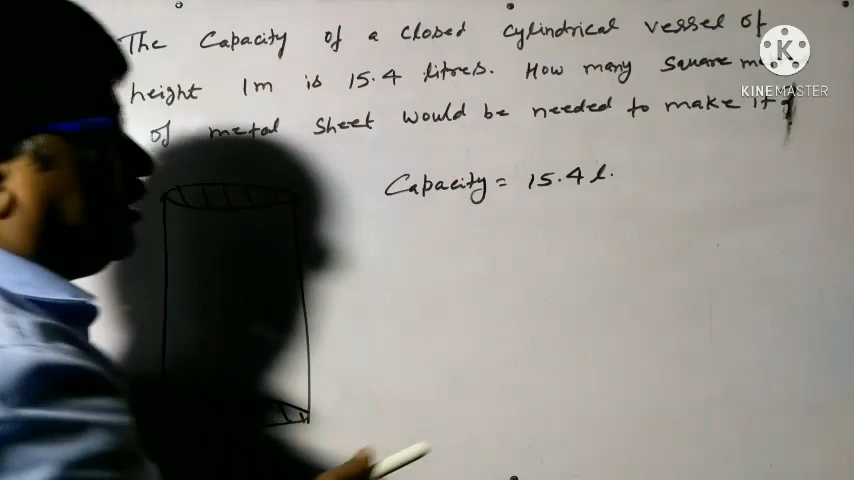 The Capacity of a closed cylindrical vessel of
height 1m is 15.4 litres. How many square
of metal sheet would be needed to make it ?
Capacity = 15.4 l.
KINEMASTER